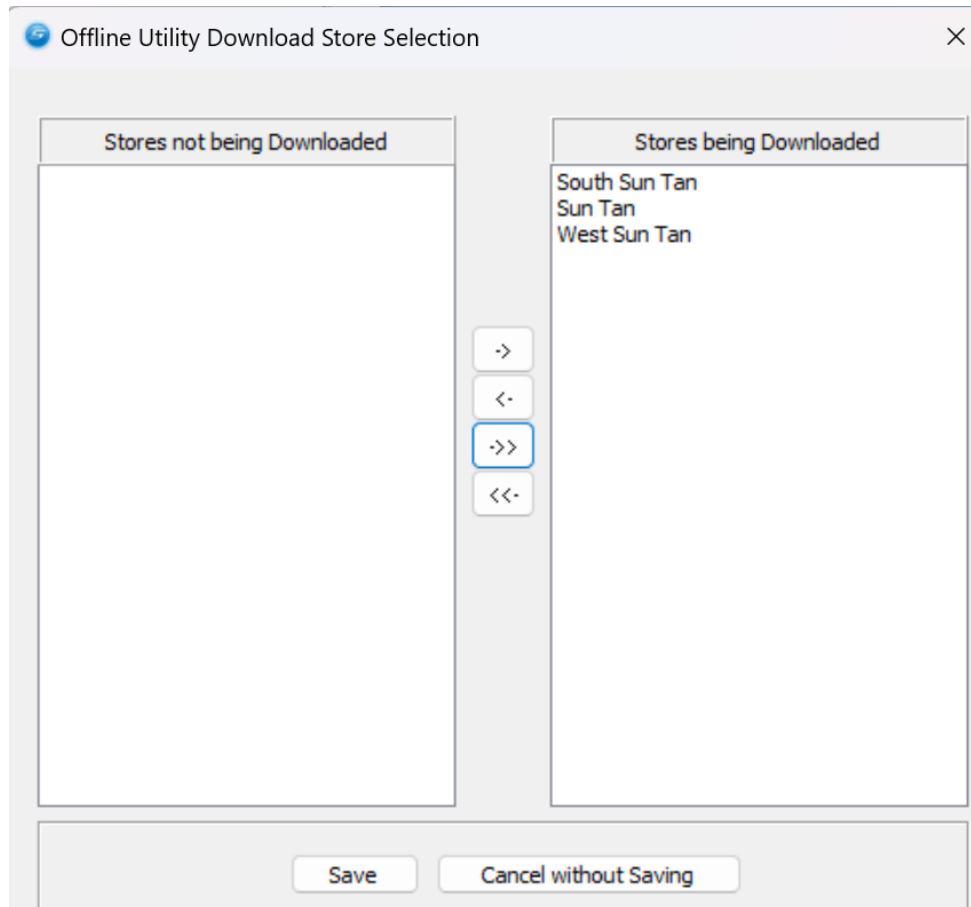 Offline Utility Download Store Selection
Stores not being Downloaded
Stores being Downloaded
South Sun Tan
Sun Tan
West Sun Tan
->
<-
->>
<<-
Save
Cancel without Saving